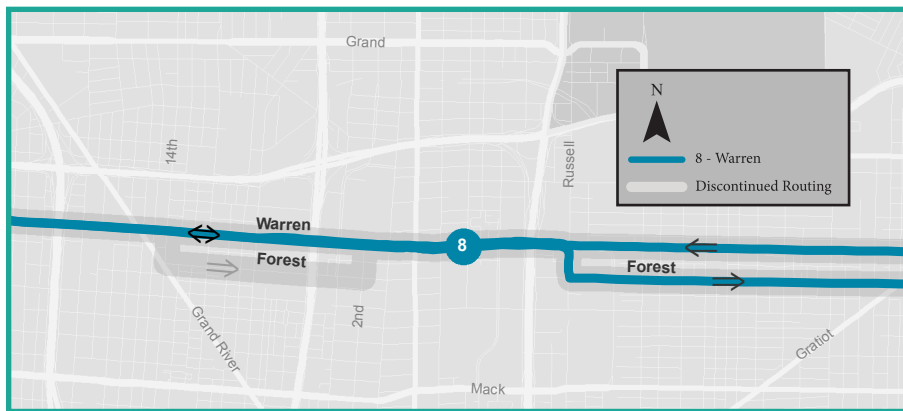 Grand
N
14th
Russell
8 - Warren
Discontinued Routing
Warren
8
Forest
Forest
2nd
Grand River
Gratiot
Mack